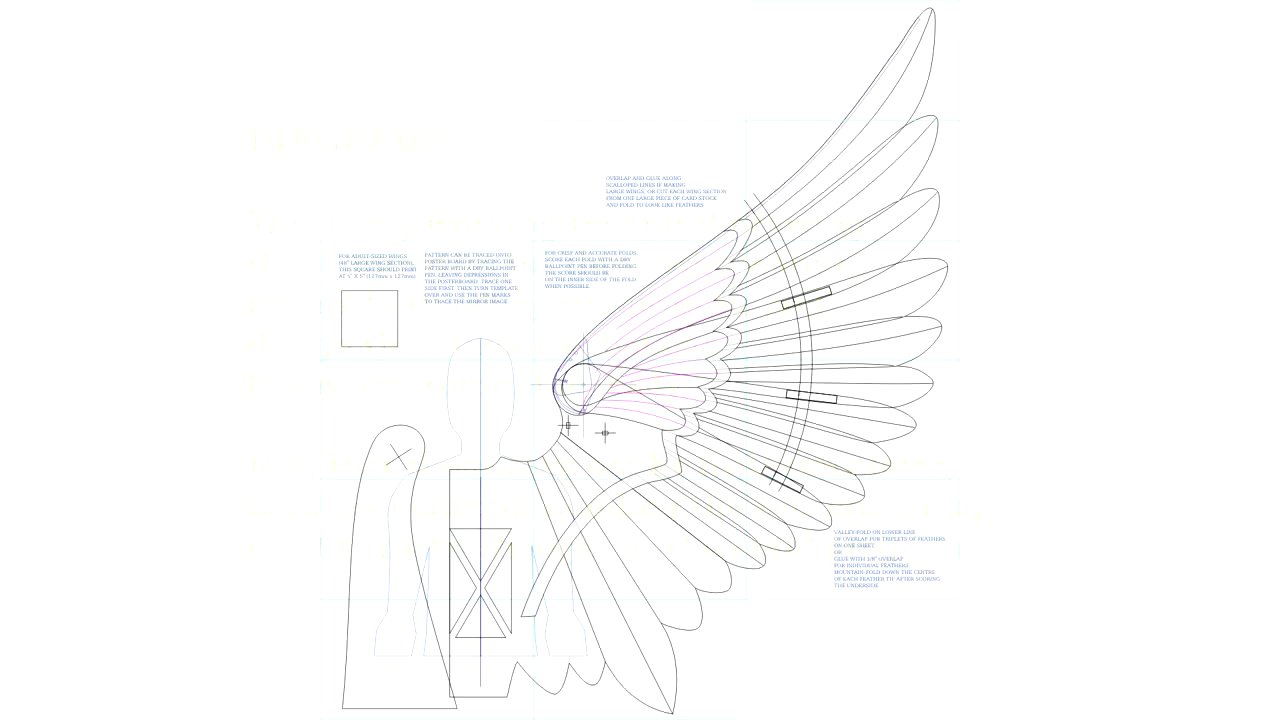 OVERLAP AND GLUE ALONG
SCALLOPED LINES IF MAKING
LARGE WINGS, OR CUT EACH WING SECTION
FROM ONE LARGE PIECE OF CARD STOCK
AND FOLD TO LOOK LIKE FEATHERS
FOR ADULT-SIZED WINGS
(48" LARGE WING SECTION),
THIS SQUARE SHOULD PRINT
AT 5" X 5" (127mm x 127mm)
PATTERN CAN BE TRACED ONTO
POSTER BOARD BY TRACING THE
PATTERN WITH A DRY BALLPOINT
PEN, LEAVING DEPRESSIONS IN
THE POSTERBOARD. TRACE ONE
SIDE FIRST, THEN TURN TEMPLATE
OVER AND USE THE PEN MARKS
TO TRACE THE MIRROR IMAGE
FOR CRISP AND ACCURATE FOLDS,
SCORE EACH FOLD WITH A DRY
BALLPOINT PEN BEFORE FOLDING.
THE SCORE SHOULD BE
ON THE INNER SIDE OF THE FOLD
WHEN POSSIBLE.
VALLEY-FOLD ON LOWER LINE
OF OVERLAP FOR TRIPLETS OF FEATHERS
ON ONE SHEET,
OR
GLUE WITH 3/8" OVERLAP
FOR INDIVIDUAL FEATHERS.
MOUNTAIN-FOLD DOWN THE CENTRE
OF EACH FEATHER TIP AFTER SCORING
THE UNDERSIDE